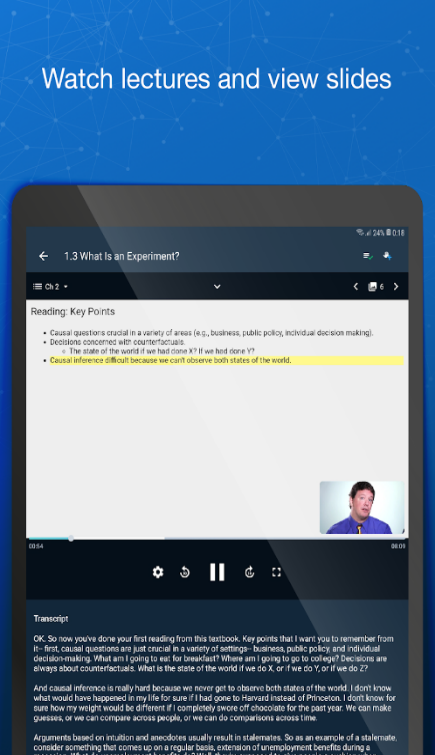 Watch lectures and view slides
24% 0:18
1.3 What Is an Experiment?
Ch 2
6
Reading: Key Points
• Causal questions crucial in a variety of areas (e.g., business, public policy, individual decision making).
• Decisions concerned with counterfactuals.
○ The state of the world if we had done X? If we had done Y?
• Causal inference difficult because we can't observe both states of the world.
00:54
08:09
Transcript
OK. So now you've done your first reading from this textbook. Key points that I want you to remember from
it-- first, causal questions are just crucial in a variety of settings-- business, public policy, and individual
decision-making. What am I going to eat for breakfast? Where am I going to go to college? Decisions are
always about counterfactuals. What is the state of the world if we do X, or if we do Y, or if we do Z?
And causal inference is really hard because we never get to observe both states of the world. I don't know
what would have happened in my life for sure if I had gone to Harvard instead of Princeton. I don't know for
sure how my weight would be different if I completely swore off chocolate for the past year. We can make
guesses, or we can compare across people, or we can do comparisons across time.
Arguments based on intuition and anecdotes usually result in stalemates. So as an example of a stalemate,
consider something that comes up on a regular basis, extension of unemployment benefits during a